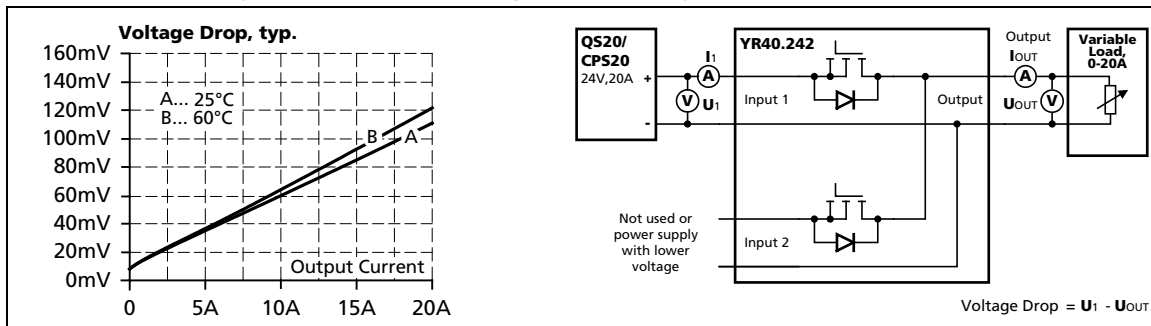 Voltage Drop, typ.
160mV
140mV
120mV
100mV
80mV
60mV
40mV
20mV
0mV
A... 25°C
B... 60°C
B
A
Output Current
0
5A
10A
15A
20A
QS20/
CPS20
24V,20A
+
-
I1
A
V
U1
YR40.242
Input 1
Output
Input 2
Not used or
power supply
with lower
voltage
Output
IOUT
A
UOUT
V
Variable
Load,
0-20A
Voltage Drop = U1 - UOUT